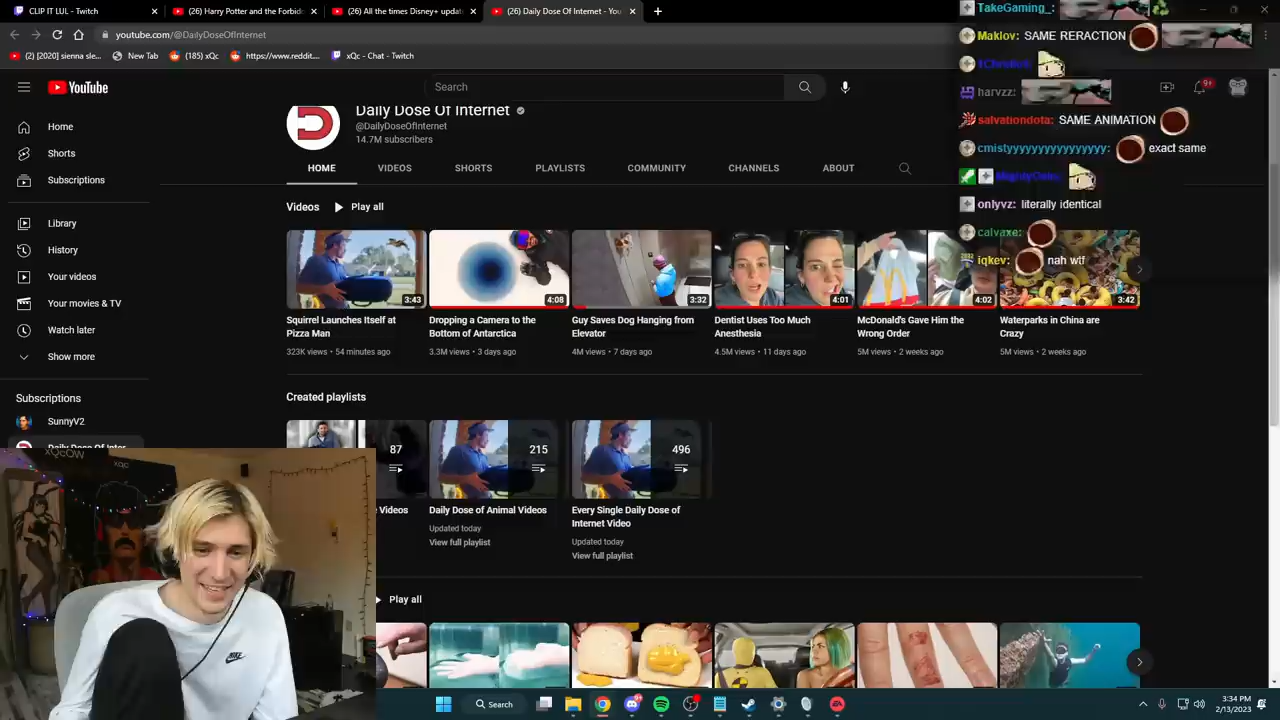 CLIP IT LUL - Twitch
(26) Harry Potter and the Forbid
(26) All the times Disney+ updat
(26) Daily Dose Of Internet - You
youtube.com/@DailyDoseOfInternet
(2) [2020] sienna sle...
New Tab
(185) xQc
https://www.reddit...
xQc - Chat - Twitch
TakeGaming_:
Maklov: SAME RERACTION
harvzz:
salvationdota: SAME ANIMATION
cmistyyyyyyyyyyyyyyy: exact same
onlyvz: literally identical
calvaxe:
iqkev: nah wtf
YouTube
Search
9+
Home
Shorts
Subscriptions
Library
History
Your videos
Your movies & TV
Watch later
Show more
Subscriptions
SunnyV2
Daily Dose Of Inter...
Daily Dose Of Internet
@DailyDoseOfInternet
14.7M subscribers
HOME
VIDEOS
SHORTS
PLAYLISTS
COMMUNITY
CHANNELS
ABOUT
Videos
Play all
3:43
4:08
3:32
4:01
4:02
3:42
Squirrel Launches Itself at
Pizza Man
323K views • 54 minutes ago
Dropping a Camera to the
Bottom of Antarctica
3.3M views • 3 days ago
Guy Saves Dog Hanging from
Elevator
4M views • 7 days ago
Dentist Uses Too Much
Anesthesia
4.5M views • 11 days ago
McDonald's Gave Him the
Wrong Order
5M views • 2 weeks ago
Waterparks in China are
Crazy
5M views • 2 weeks ago
Created playlists
87
215
496
Videos
Daily Dose of Animal Videos
Updated today
View full playlist
Every Single Daily Dose of
Internet Video
Updated today
View full playlist
Play all
xQcOW
xqc
NIKE
Search
3:34 PM
2/13/2023